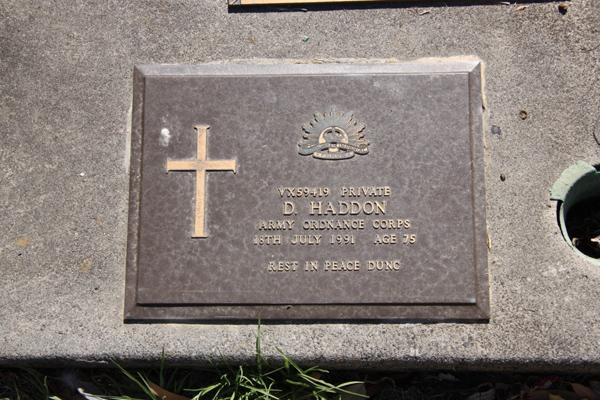 VX59419 PRIVATE
D. HADDON
ARMY ORDNANCE CORPS
18TH JULY 1991 AGE 75
REST IN PEACE DUNC